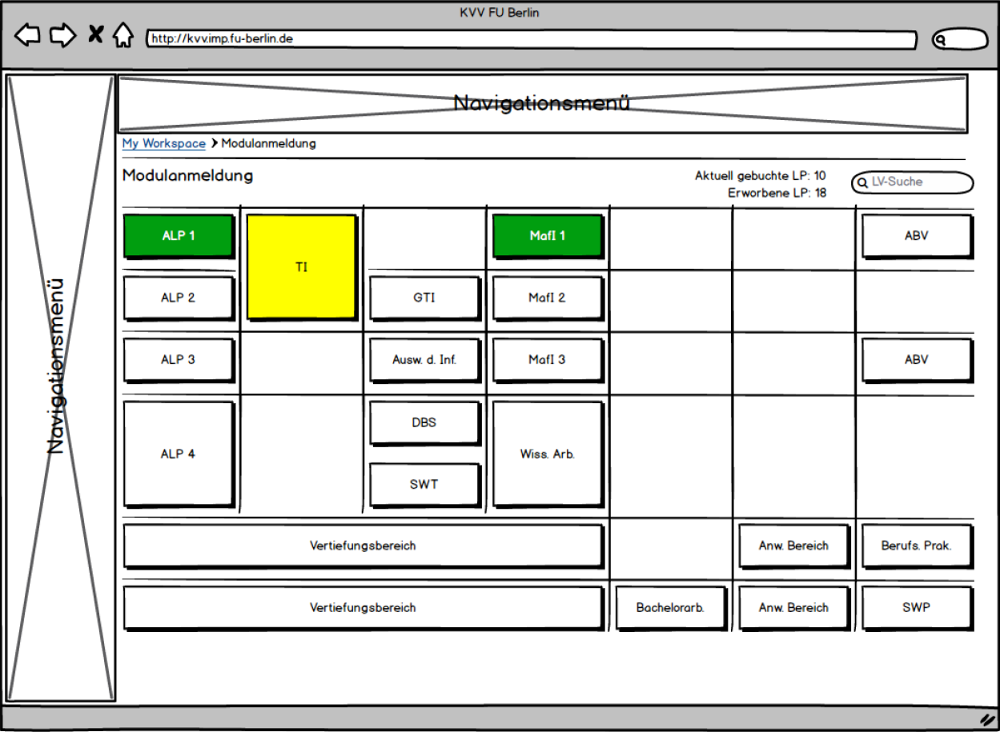 KVV FU Berlin
http://kvv.imp.fu-berlin.de
Navigationsmenü
Navigationsmenü
My Workspace > Modulanmeldung
Modulanmeldung
Aktuell gebuchte LP: 10
Erworbene LP: 18
LV-Suche
ALP 1
TI
MafI 1
ABV
ALP 2
GTI
MafI 2
ALP 3
Ausw. d. Inf.
MafI 3
ABV
ALP 4
DBS
SWT
Wiss. Arb.
Vertiefungsbereich
Anw. Bereich
Berufs. Prak.
Vertiefungsbereich
Bachelorarb.
Anw. Bereich
SWP